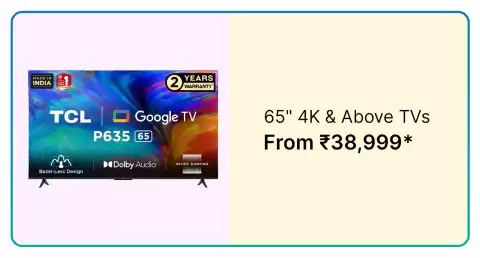 MADE IN
INDIA
2 YEARS
WARRANTY
TCL
Google TV
P635 65
Bezel-Less Design
Dolby Audio
65" 4K & Above TVs
From ₹38,999*